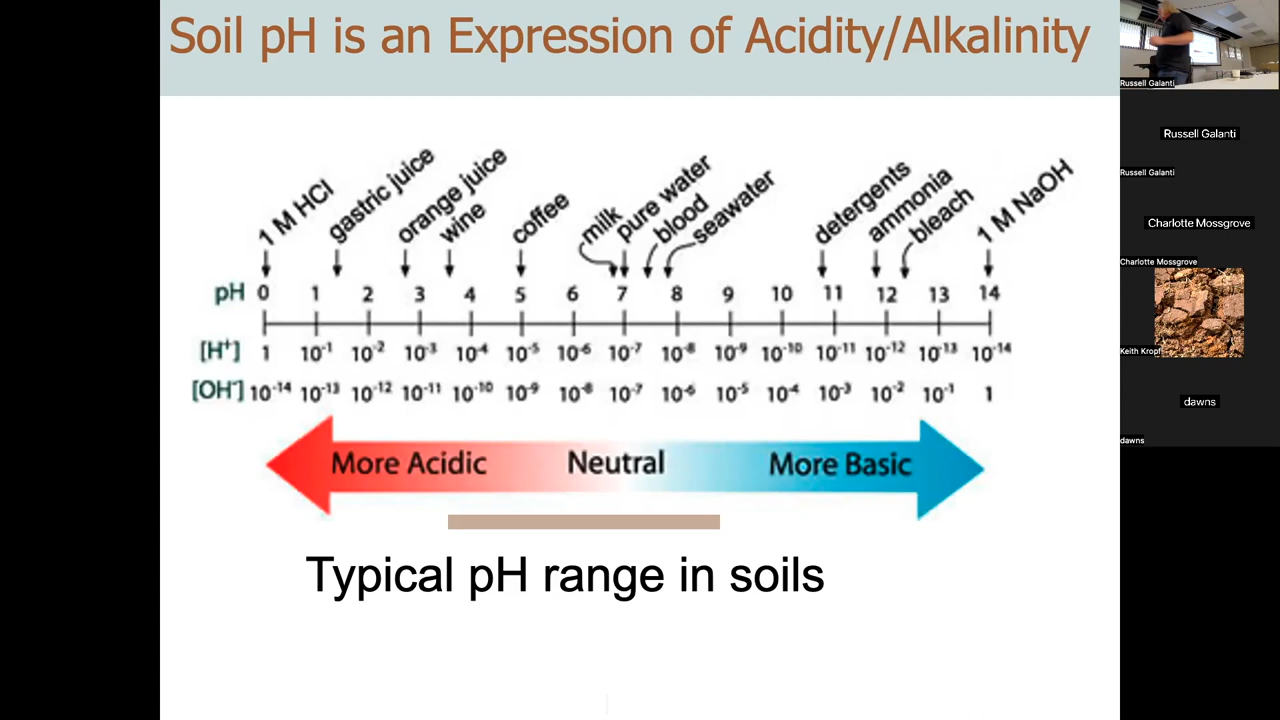 Soil pH is an Expression of Acidity/Alkalinity
1 M HCl
gastric juice
orange juice
wine
coffee
milk
pure water
blood
seawater
detergents
ammonia
bleach
1 M NaOH
pH 0 1 2 3 4 5 6 7 8 9 10 11 12 13 14
[H⁺] 1 10⁻¹ 10⁻² 10⁻³ 10⁻⁴ 10⁻⁵ 10⁻⁶ 10⁻⁷ 10⁻⁸ 10⁻⁹ 10⁻¹⁰ 10⁻¹¹ 10⁻¹² 10⁻¹³ 10⁻¹⁴
[OH⁻] 10⁻¹⁴ 10⁻¹³ 10⁻¹² 10⁻¹¹ 10⁻¹⁰ 10⁻⁹ 10⁻⁸ 10⁻⁷ 10⁻⁶ 10⁻⁵ 10⁻⁴ 10⁻³ 10⁻² 10⁻¹ 1
More Acidic Neutral More Basic
Typical pH range in soils
Russell Galanti
Russell Galanti
Russell Galanti
Charlotte Mossgrove
Charlotte Mossgrove
Keith Kropf
dawns
dawns